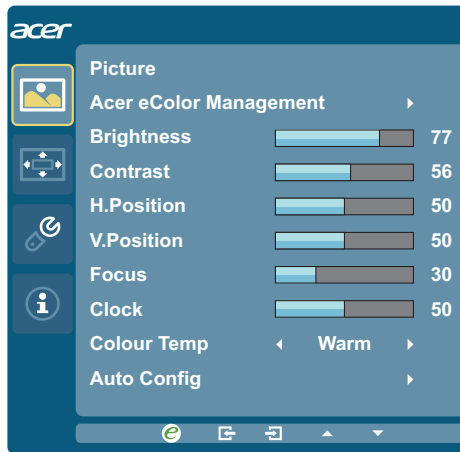 acer
Picture
Acer eColor Management
Brightness 77
Contrast 56
H.Position 50
V.Position 50
Focus 30
Clock 50
Colour Temp Warm
Auto Config
e